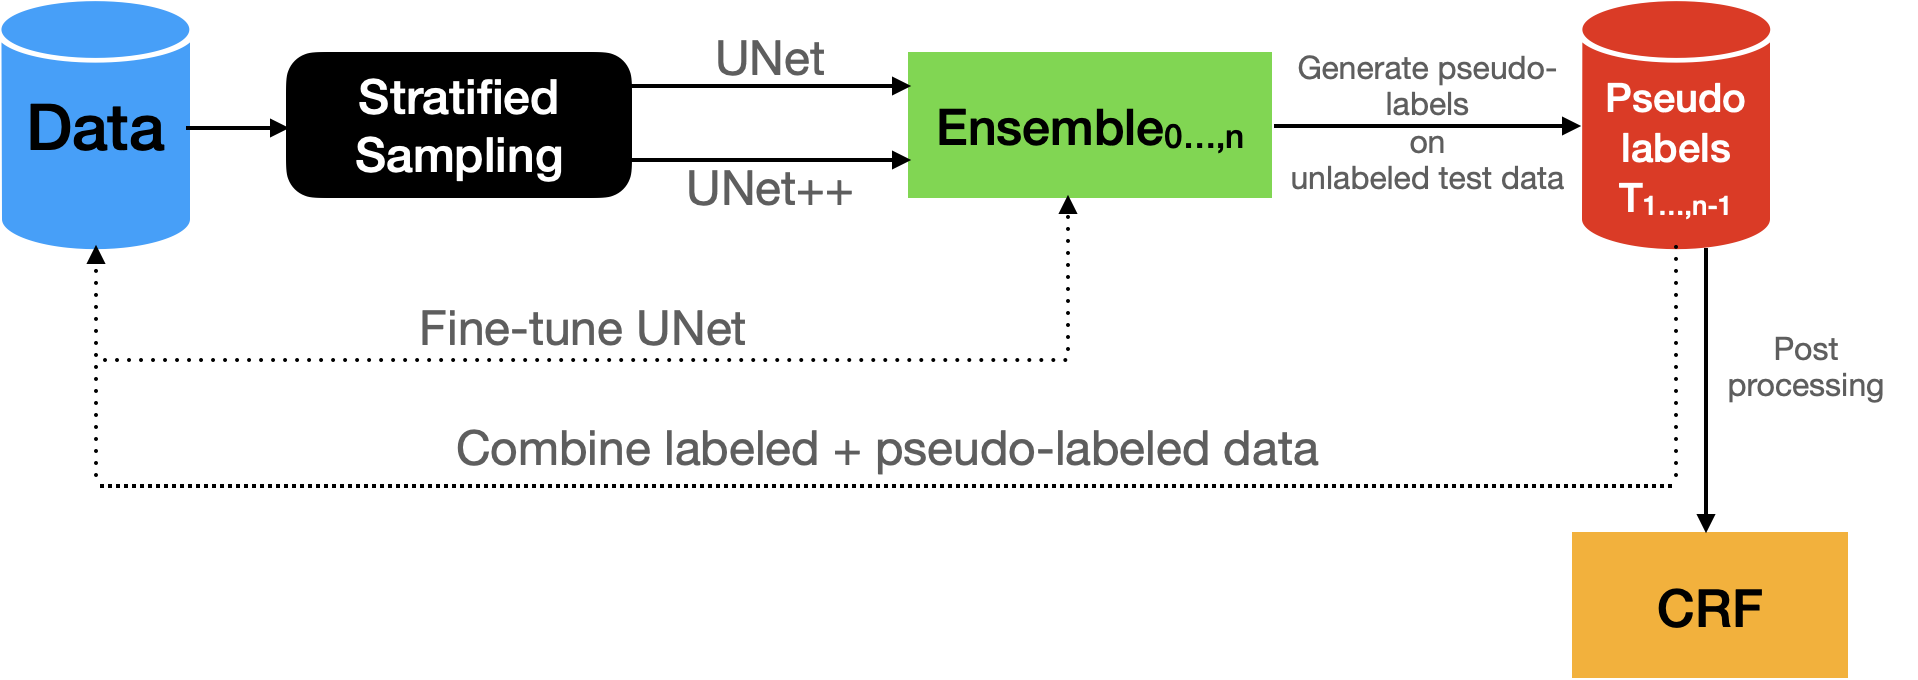 Data
Stratified
Sampling
UNet
UNet++
Ensemble0...,n
Generate pseudo-
labels
on
unlabeled test data
Pseudo
labels
T1...,n-1
Fine-tune UNet
Post
processing
Combine labeled + pseudo-labeled data
CRF